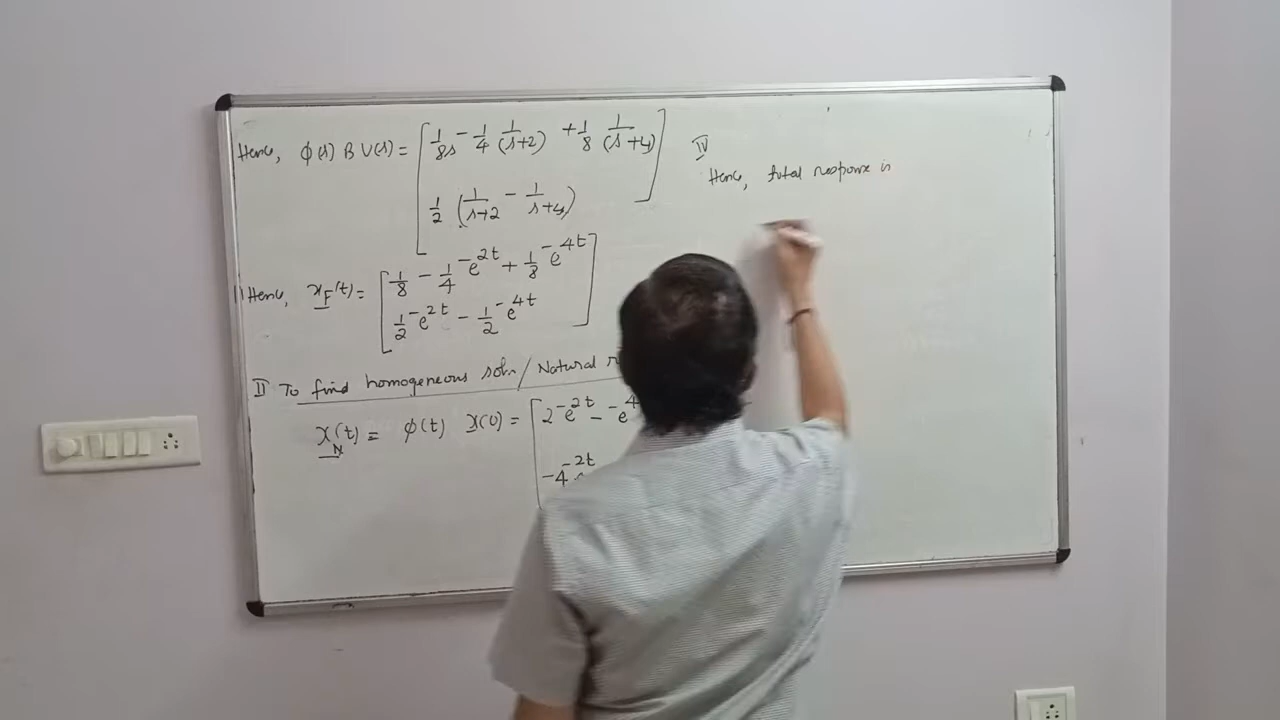 Hence, φ(s) B U(s) = [ 1/8s - 1/4 1/(s+2) + 1/8 1/(s+4)
1/2 (1/s+2 - 1/s+4) ]
Hence, x_F(t) = [ 1/8 - 1/4 e^-2t + 1/8 e^-4t
1/2 e^-2t - 1/2 e^-4t ]
II To find homogeneous soln / Natural
x_N(t) = φ(t) x(0) = [ 2 e^-2t - e^-4
-4 -2t
IV
Hence, total response is